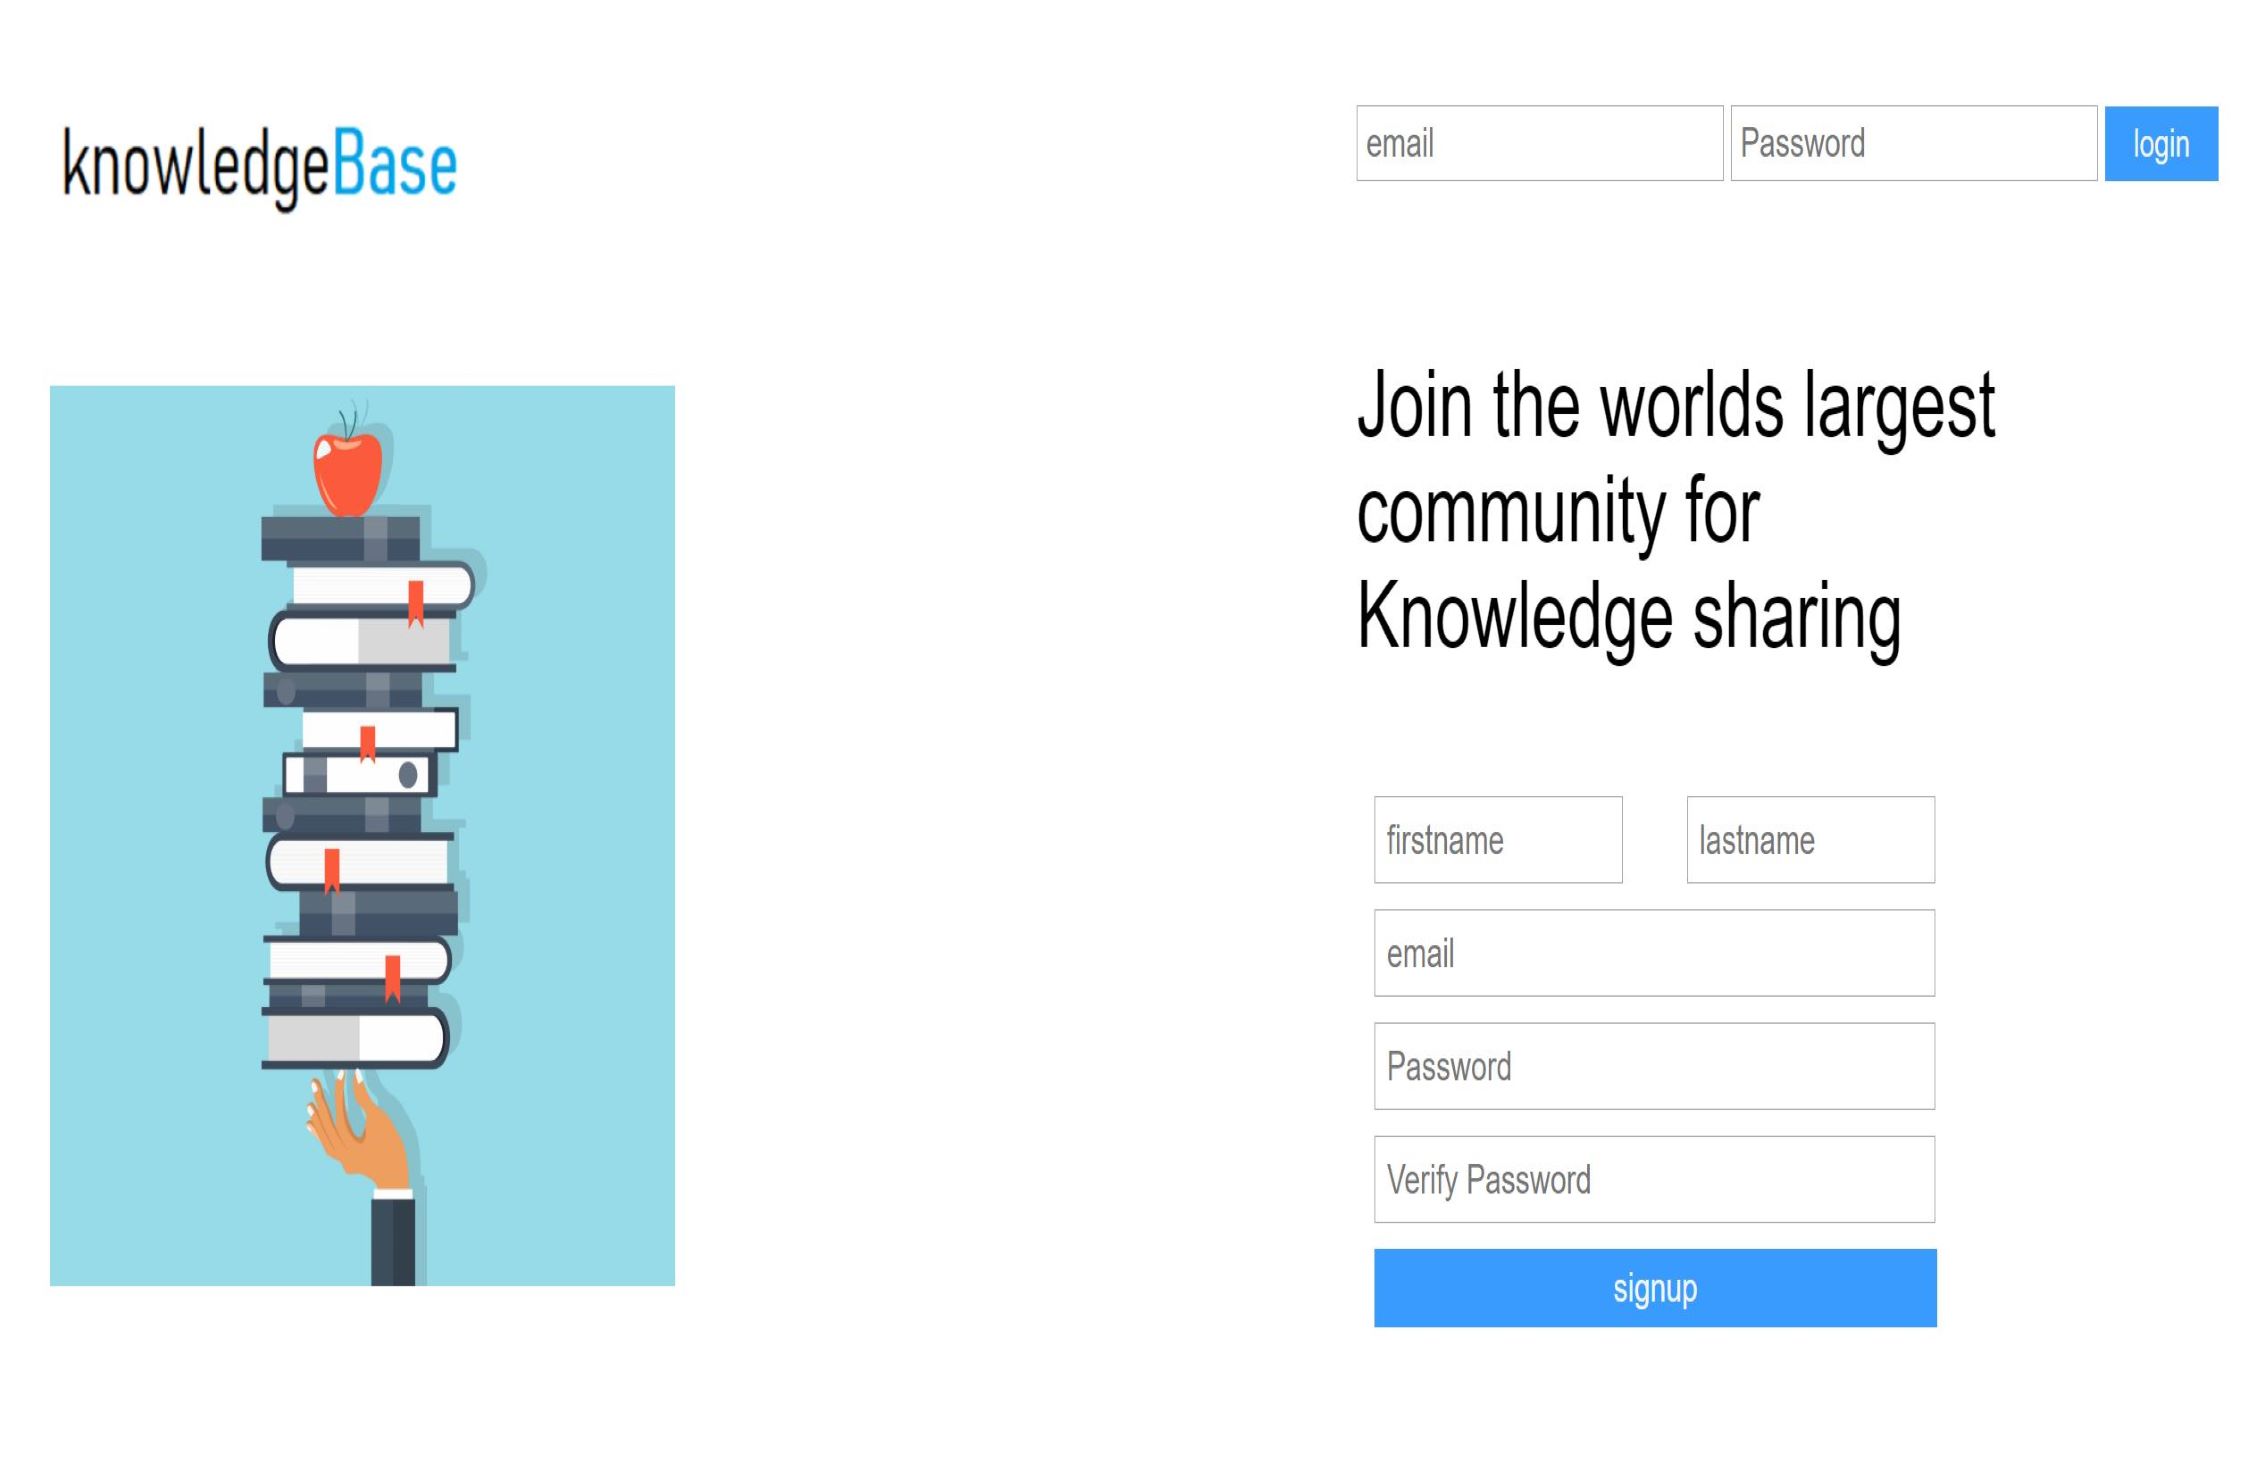 knowledgeBase
email Password login
Join the worlds largest
community for
Knowledge sharing
firstname lastname
email
Password
Verify Password
signup